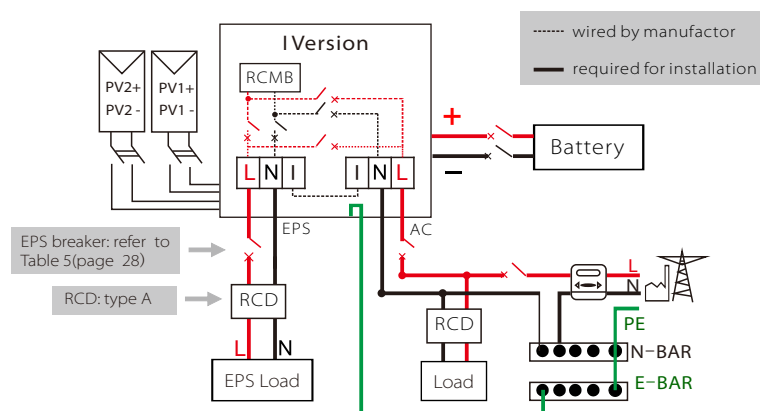 I Version
wired by manufactor
required for installation
RCMB
PV2+
PV2 -
PV1+
PV1 -
+
−
Battery
L N I
I N L
EPS
AC
EPS breaker: refer to
Table 5(page 28)
RCD: type A
RCD
L
N
EPS Load
RCD
Load
L
N
PE
N-BAR
E-BAR